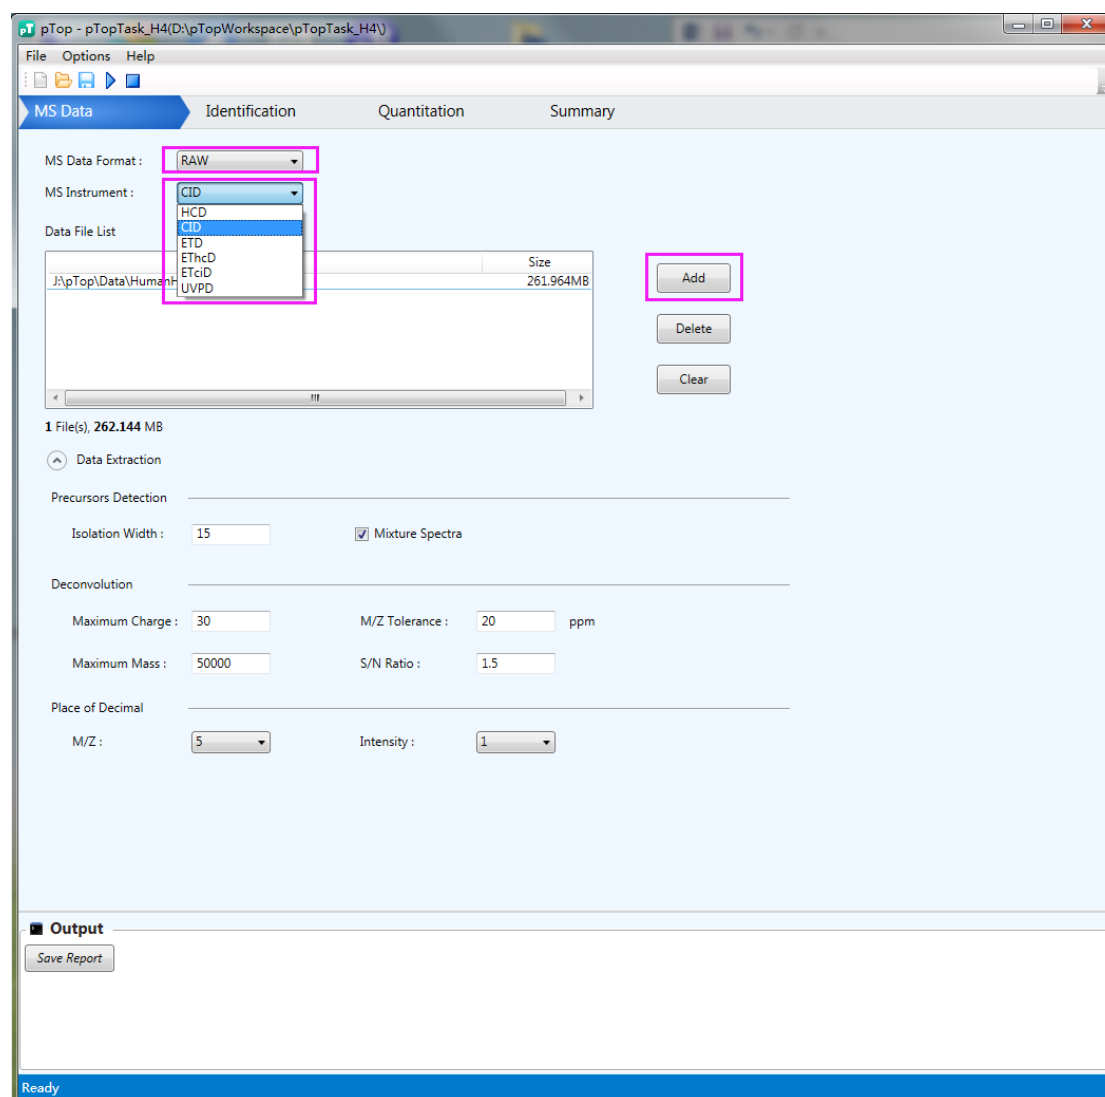 pTop - pTopTask_H4(D:\pTopWorkspace\pTopTask_H4\)
File Options Help
MS Data Identification Quantitation Summary
MS Data Format : RAW
MS Instrument : CID
HCD
CID
Data File List
ETD
EThcD
Size
ETciD
J:\pTop\Data\HumanH 261.964MB
UVPD
Add
Delete
Clear
1 File(s), 262.144 MB
Data Extraction
Precursors Detection
Isolation Width : 15 Mixture Spectra
Deconvolution
Maximum Charge : 30 M/Z Tolerance : 20 ppm
Maximum Mass : 50000 S/N Ratio : 1.5
Place of Decimal
M/Z : 5 Intensity : 1
Output
Save Report
Ready